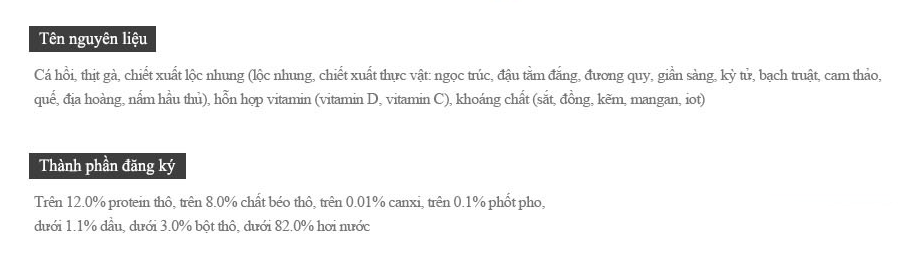 Tên nguyên liệu
Cá hồi, thịt gà, chiết xuất lộc nhung (lộc nhung, chiết xuất thực vật: ngọc trúc, đậu tằm đắng, đương quy, giần sàng, kỷ tử, bạch truật, cam thảo,
quế, địa hoàng, nấm hầu thủ), hỗn hợp vitamin (vitamin D, vitamin C), khoáng chất (sắt, đồng, kẽm, mangan, iot)
Thành phần đăng ký
Trên 12.0% protein thô, trên 8.0% chất béo thô, trên 0.01% canxi, trên 0.1% phốt pho,
dưới 1.1% dầu, dưới 3.0% bột thô, dưới 82.0% hơi nước